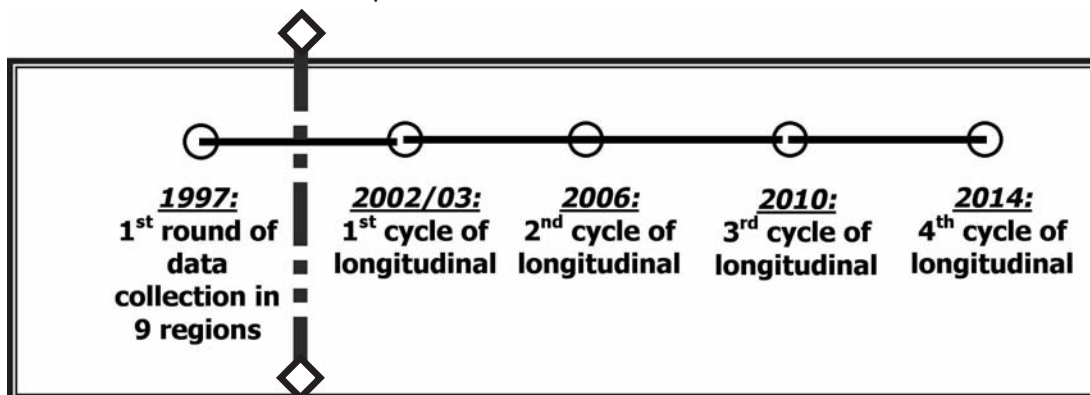 1997:
1st round of
data
collection in
9 regions
2002/03:
1st cycle of
longitudinal
2006:
2nd cycle of
longitudinal
2010:
3rd cycle of
longitudinal
2014:
4th cycle of
longitudinal